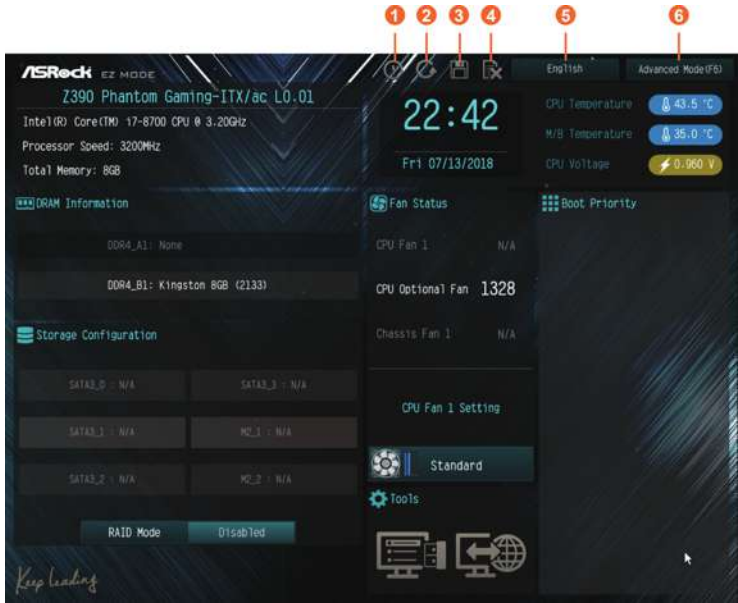 1 2 3 4 5 6
ASRock EZ MODE
English
Advanced Mode(F6)
Z390 Phantom Gaming-ITX/ac L0.01
Intel(R) Core(TM) i7-8700 CPU @ 3.20GHz
Processor Speed: 3200MHz
Total Memory: 8GB
22:42
Fri 07/13/2018
CPU Temperature 43.5 °C
M/B Temperature 35.0 °C
CPU Voltage 0.960 V
DRAM Information
DDR4_A1: None
DDR4_B1: Kingston 8GB (2133)
Storage Configuration
SATA3_0 : N/A SATA3_3 : N/A
SATA3_1 : N/A M2_1 : N/A
SATA3_2 : N/A M2_2 : N/A
RAID Mode Disabled
Keep Leading
Fan Status
CPU Fan 1 N/A
CPU Optional Fan 1328
Chassis Fan 1 N/A
CPU Fan 1 Setting
Standard
Tools
Boot Priority